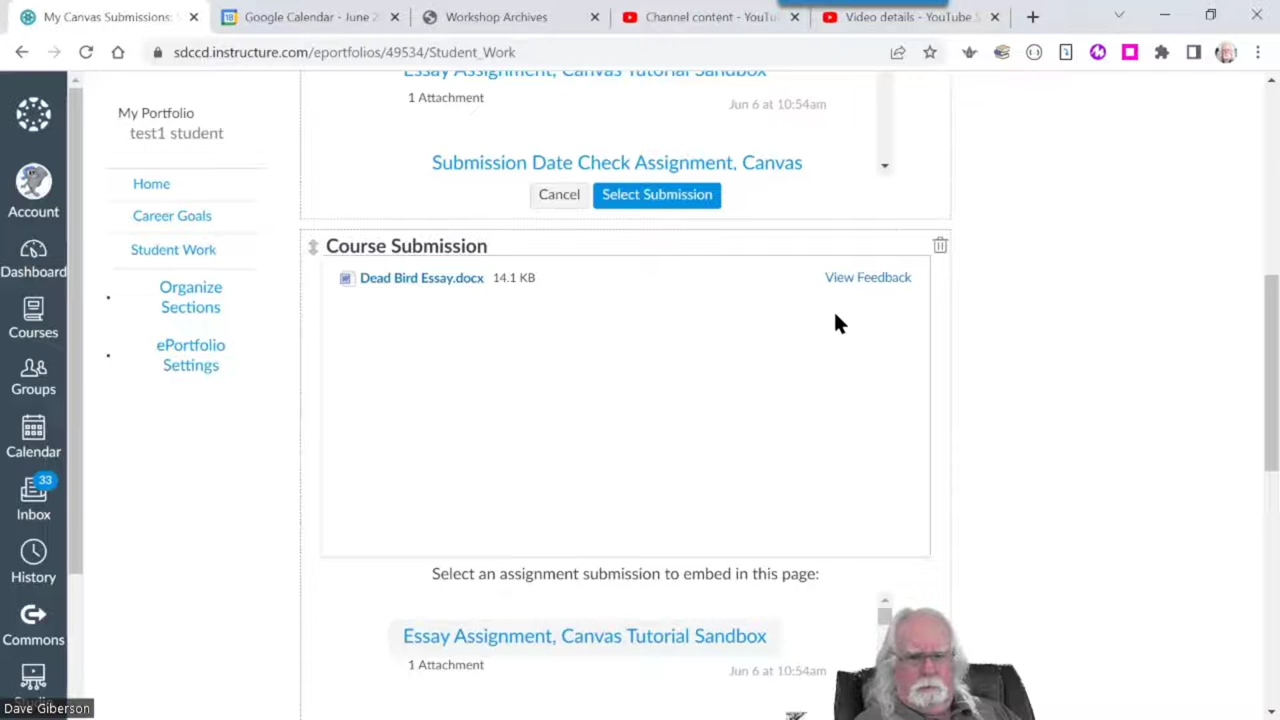 My Canvas Submissions:
Google Calendar - June 2
Workshop Archives
Channel content - YouTu
Video details - YouTube S
sdccd.instructure.com/eportfolios/49534/Student_Work
Account
Dashboard
Courses
Groups
Calendar
33
Inbox
History
Commons
My Portfolio
test1 student
Home
Career Goals
Student Work
Organize
Sections
ePortfolio
Settings
Essay Assignment, Canvas Tutorial Sandbox
1 Attachment
Jun 6 at 10:54am
Submission Date Check Assignment, Canvas
Cancel
Select Submission
Course Submission
Dead Bird Essay.docx 14.1 KB
View Feedback
Select an assignment submission to embed in this page:
Essay Assignment, Canvas Tutorial Sandbox
1 Attachment
Jun 6 at 10:54am
Dave Giberson